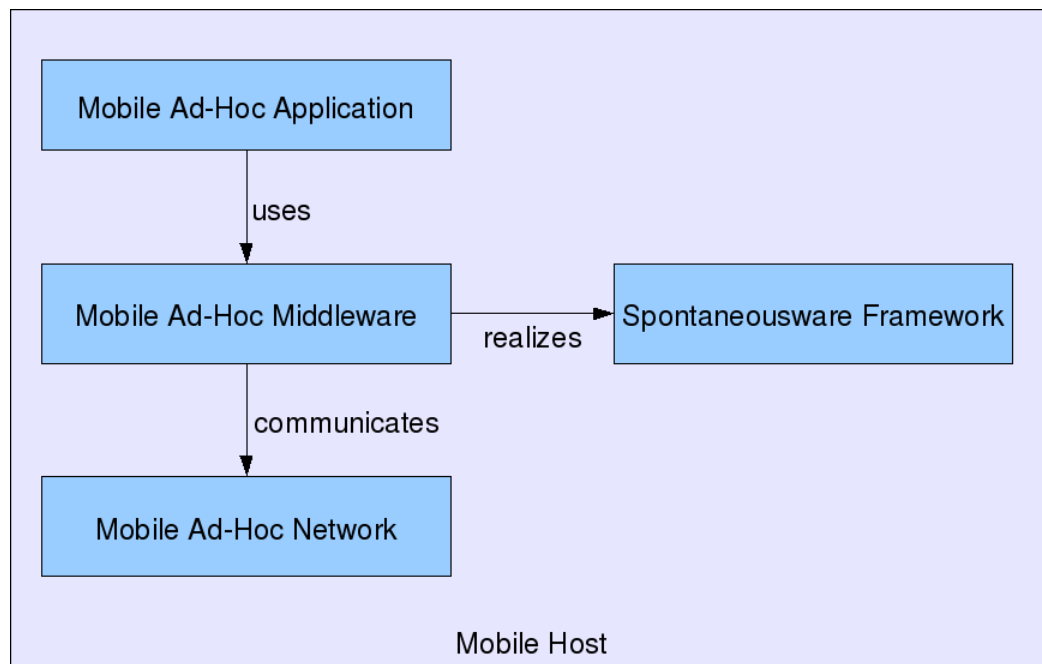 Mobile Ad-Hoc Application
uses
Mobile Ad-Hoc Middleware
realizes
Spontaneousware Framework
communicates
Mobile Ad-Hoc Network
Mobile Host